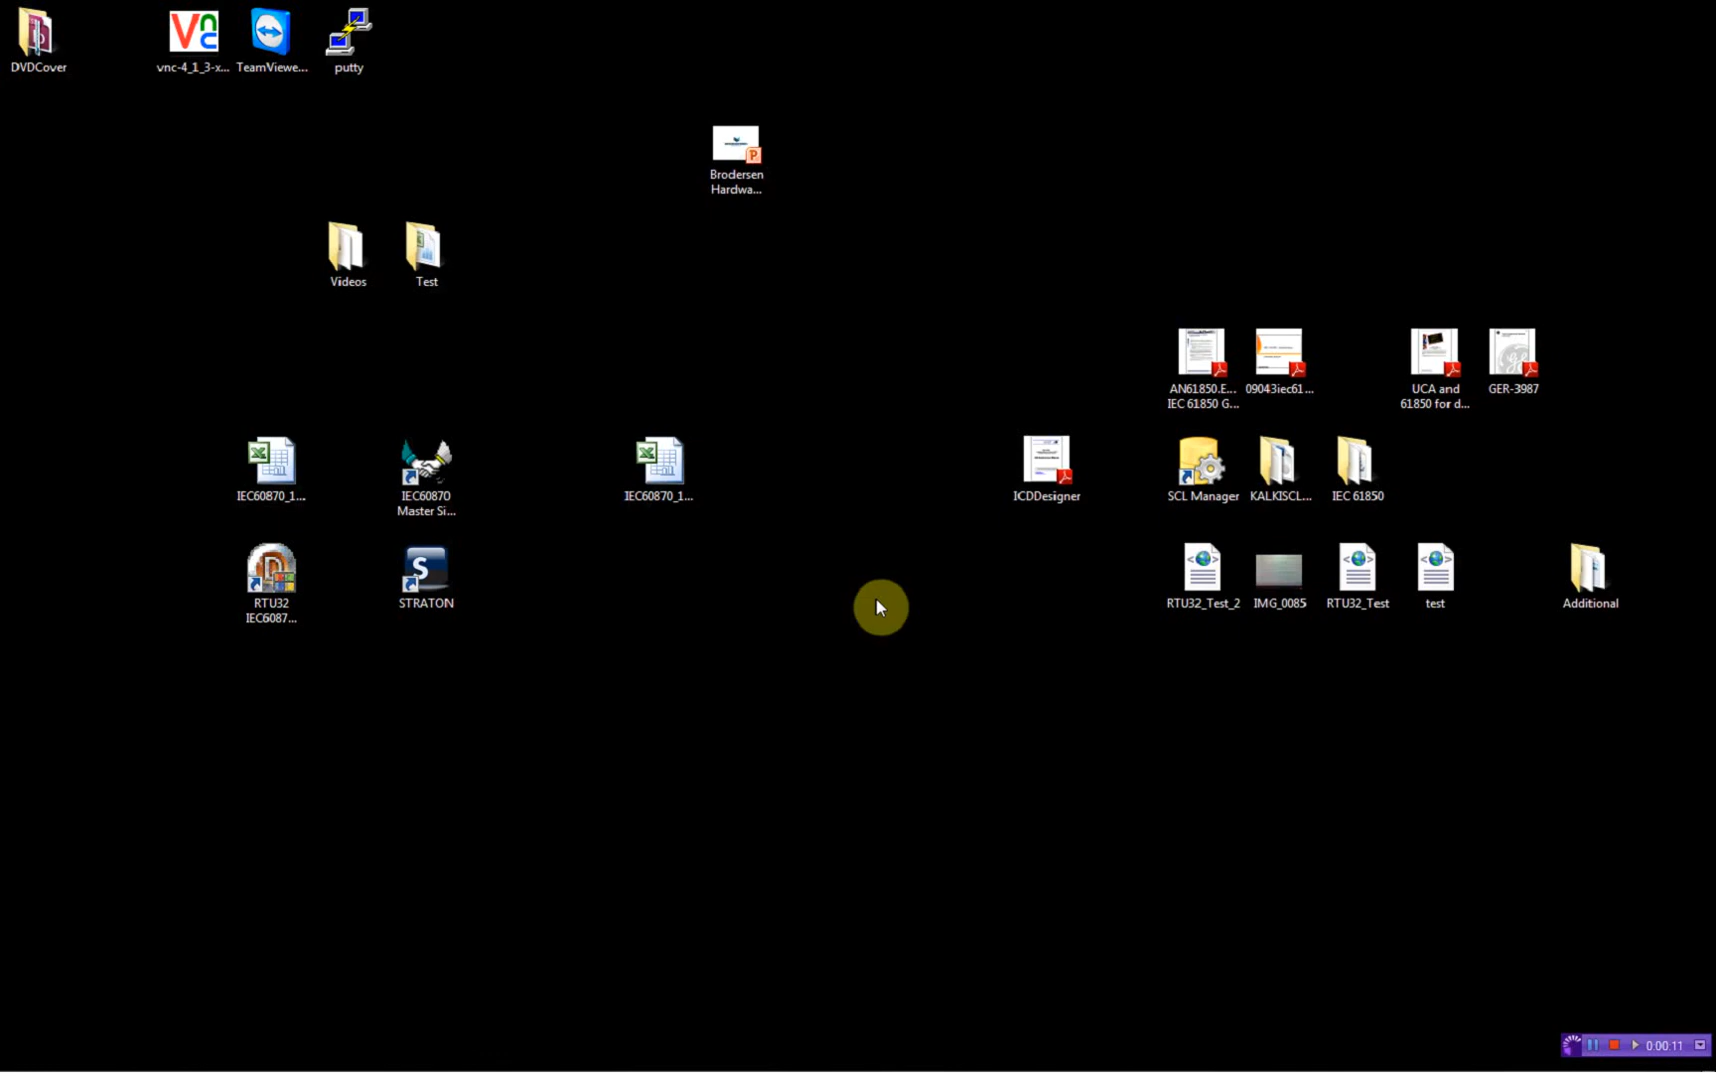 DVDCover
vnc-4_1_3-x...
TeamViewe...
putty
Brodersen
Hardwa...
Videos
Test
AN61850.E...
IEC 61850 G...
09043iec61...
UCA and
61850 for d...
GER-3987
IEC60870_1...
IEC60870
Master Si...
IEC60870_1...
ICDDesigner
SCL Manager
KALKISCL...
IEC 61850
RTU32
IEC6087...
STRATON
RTU32_Test_2
IMG_0085
RTU32_Test
test
Additional
0:00:11